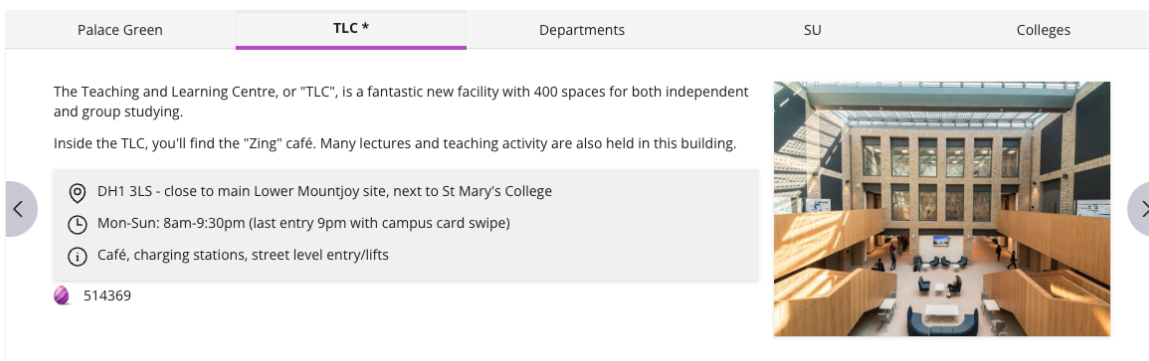 Palace Green
TLC *
Departments
SU
Colleges
The Teaching and Learning Centre, or "TLC", is a fantastic new facility with 400 spaces for both independent
and group studying.
Inside the TLC, you'll find the "Zing" café. Many lectures and teaching activity are also held in this building.
DH1 3LS - close to main Lower Mountjoy site, next to St Mary's College
Mon-Sun: 8am-9:30pm (last entry 9pm with campus card swipe)
Café, charging stations, street level entry/lifts
514369